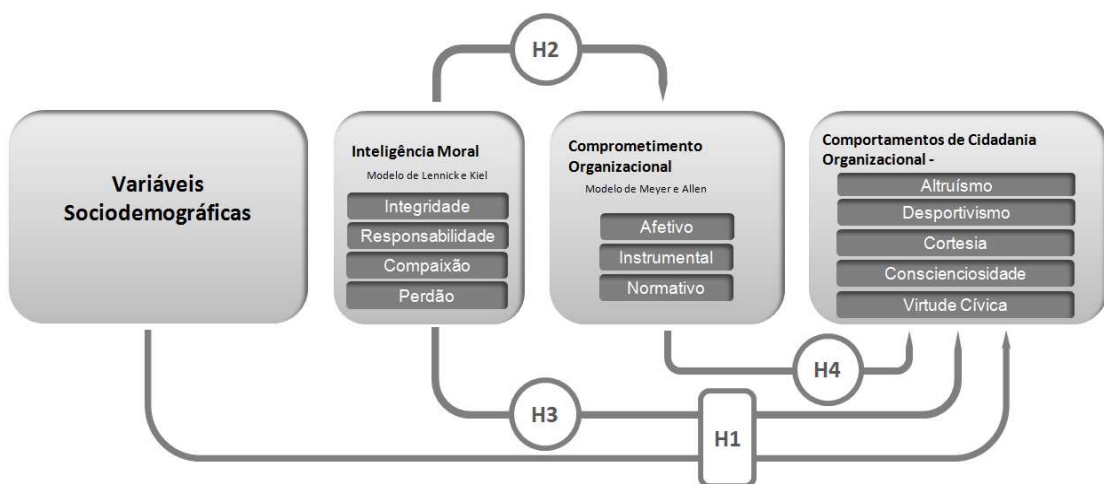 H2
Variáveis
Sociodemográficas
Inteligência Moral
Modelo de Lennick e Kiel
Integridade
Responsabilidade
Compaixão
Perdão
Comprometimento
Organizacional
Modelo de Meyer e Allen
Afetivo
Instrumental
Normativo
Comportamentos de Cidadania
Organizacional -
Altruísmo
Desportivismo
Cortesia
Conscienciosidade
Virtude Cívica
H4
H3
H1